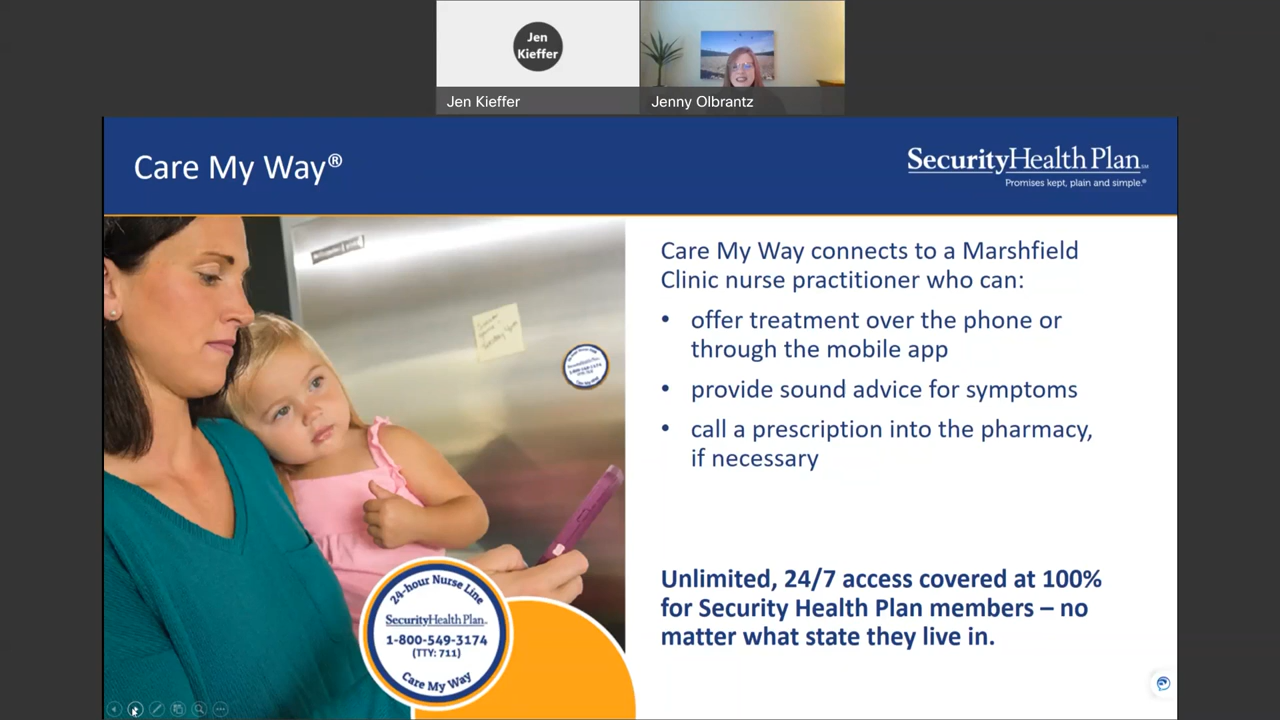 Jen
Kieffer
Jen Kieffer
Jenny Olbrantz
Care My Way®
SecurityHealth Plan℠
Promises kept, plain and simple.®
Care My Way connects to a Marshfield
Clinic nurse practitioner who can:
• offer treatment over the phone or
through the mobile app
• provide sound advice for symptoms
• call a prescription into the pharmacy,
if necessary
Unlimited, 24/7 access covered at 100%
for Security Health Plan members – no
matter what state they live in.
24-hour Nurse Line
SecurityHealth Plan
1-800-549-3174
(TTY: 711)
Care My Way